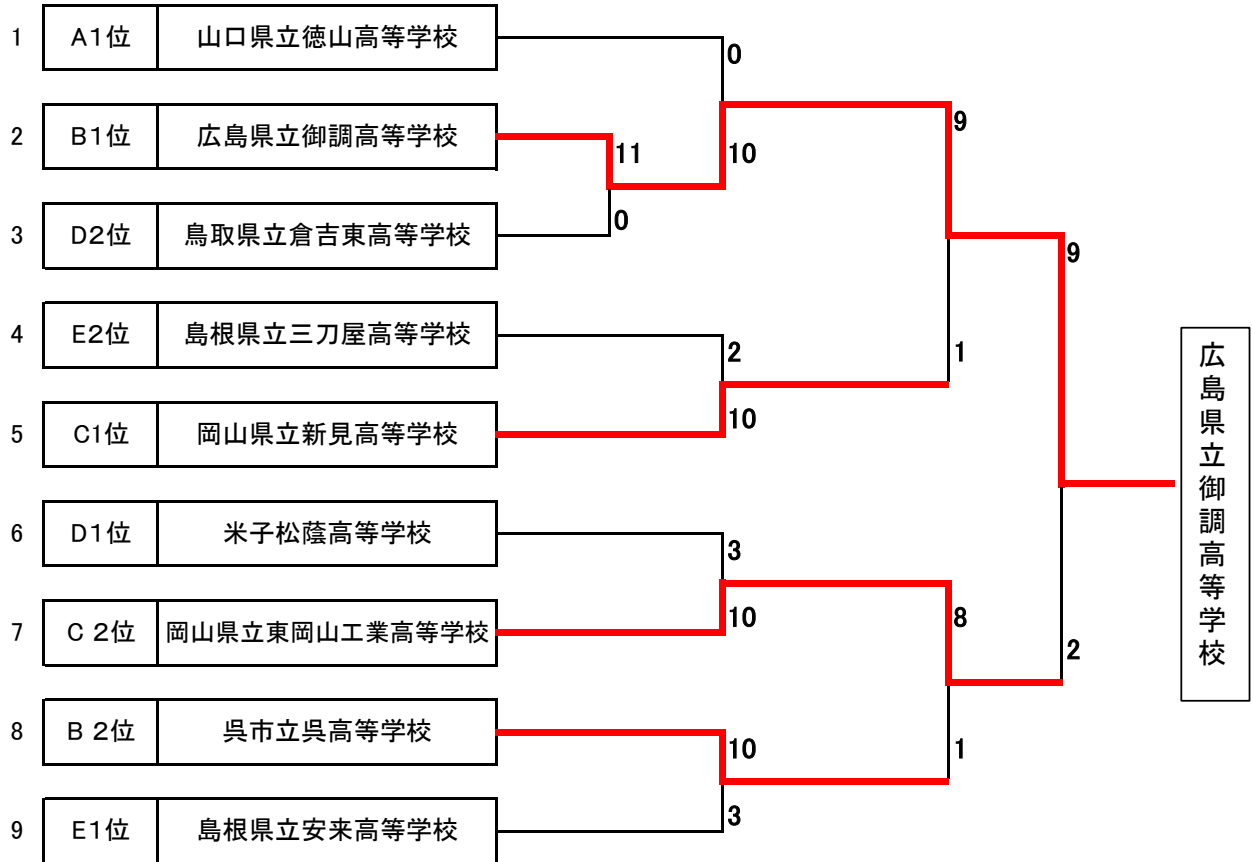 1 A1位 山口県立徳山高等学校
0
9
2 B1位 広島県立御調高等学校
11
10
3 D2位 鳥取県立倉吉東高等学校
0
9
4 E2位 島根県立三刀屋高等学校
2
1
5 C1位 岡山県立新見高等学校
10
広島県立御調高等学校
6 D1位 米子松蔭高等学校
3
7 C 2位 岡山県立東岡山工業高等学校
10
8
2
8 B 2位 呉市立呉高等学校
10
1
9 E1位 島根県立安来高等学校
3